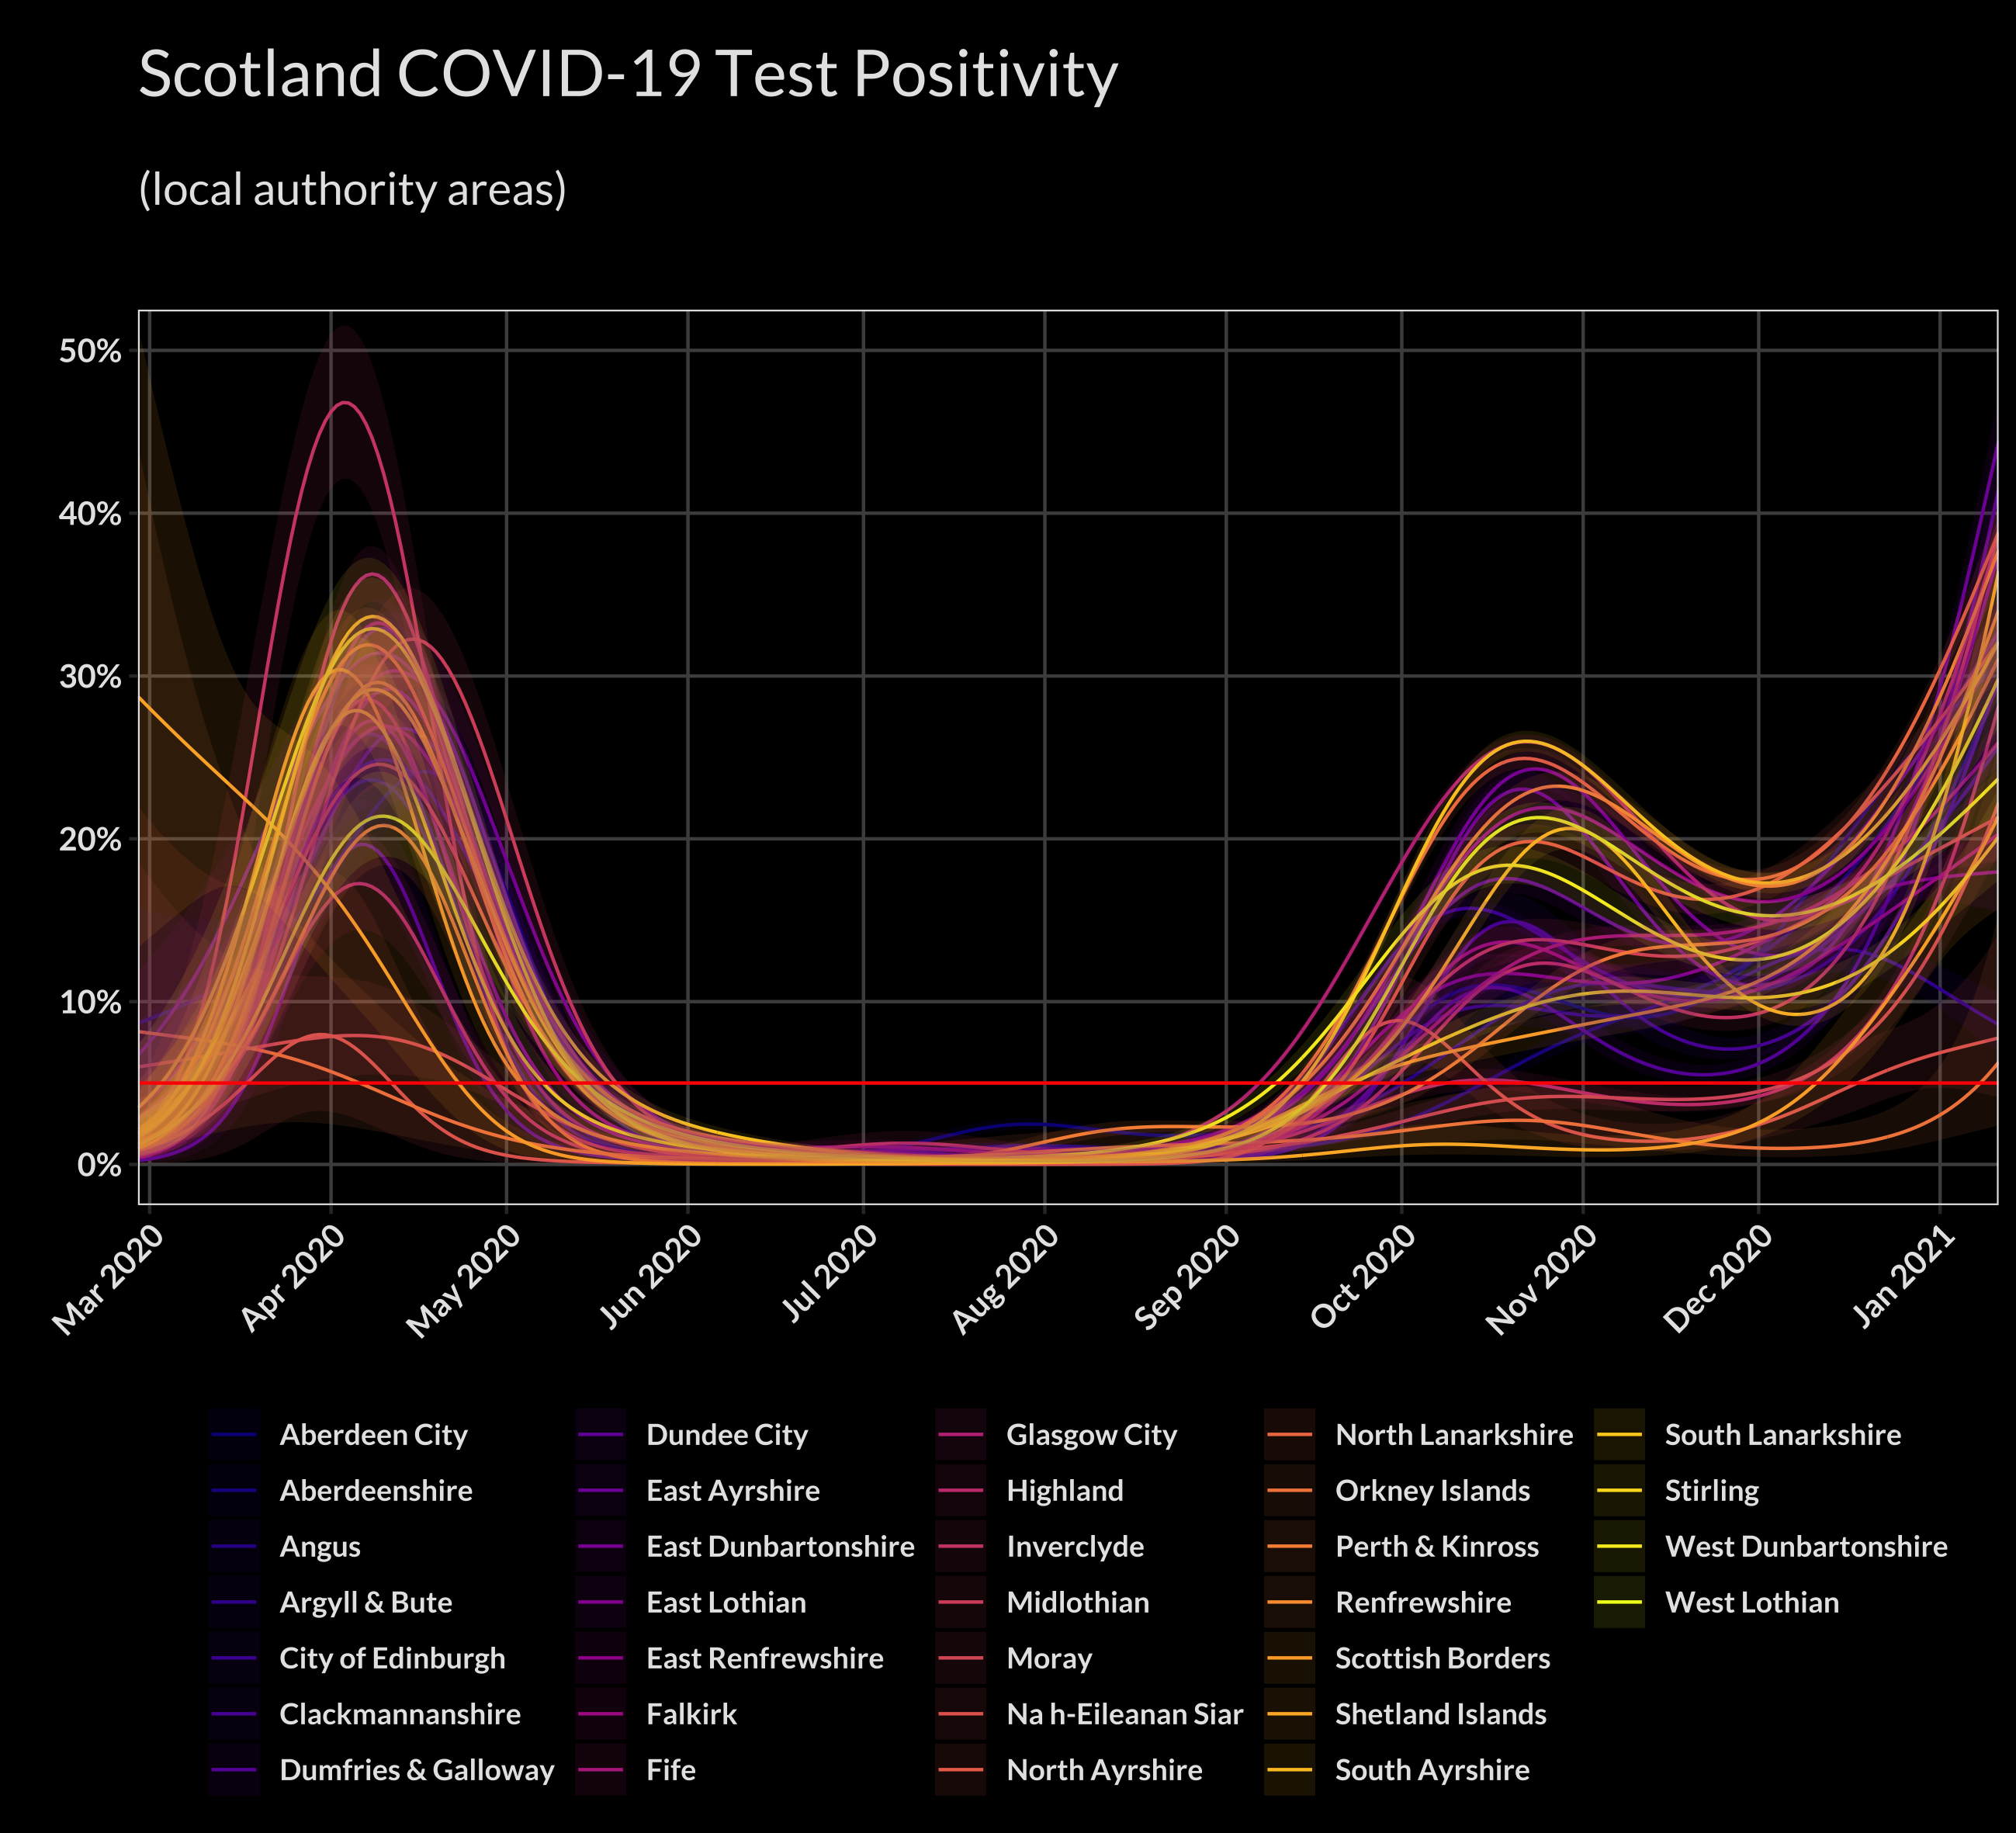 Scotland COVID-19 Test Positivity
(local authority areas)
50%
40%
30%
20%
10%
0%
Mar 2020
Apr 2020
May 2020
Jun 2020
Jul 2020
Aug 2020
Sep 2020
Oct 2020
Nov 2020
Dec 2020
Jan 2021
Aberdeen City
Aberdeenshire
Angus
Argyll & Bute
City of Edinburgh
Clackmannanshire
Dumfries & Galloway
Dundee City
East Ayrshire
East Dunbartonshire
East Lothian
East Renfrewshire
Falkirk
Fife
Glasgow City
Highland
Inverclyde
Midlothian
Moray
Na h-Eileanan Siar
North Ayrshire
North Lanarkshire
Orkney Islands
Perth & Kinross
Renfrewshire
Scottish Borders
Shetland Islands
South Ayrshire
South Lanarkshire
Stirling
West Dunbartonshire
West Lothian